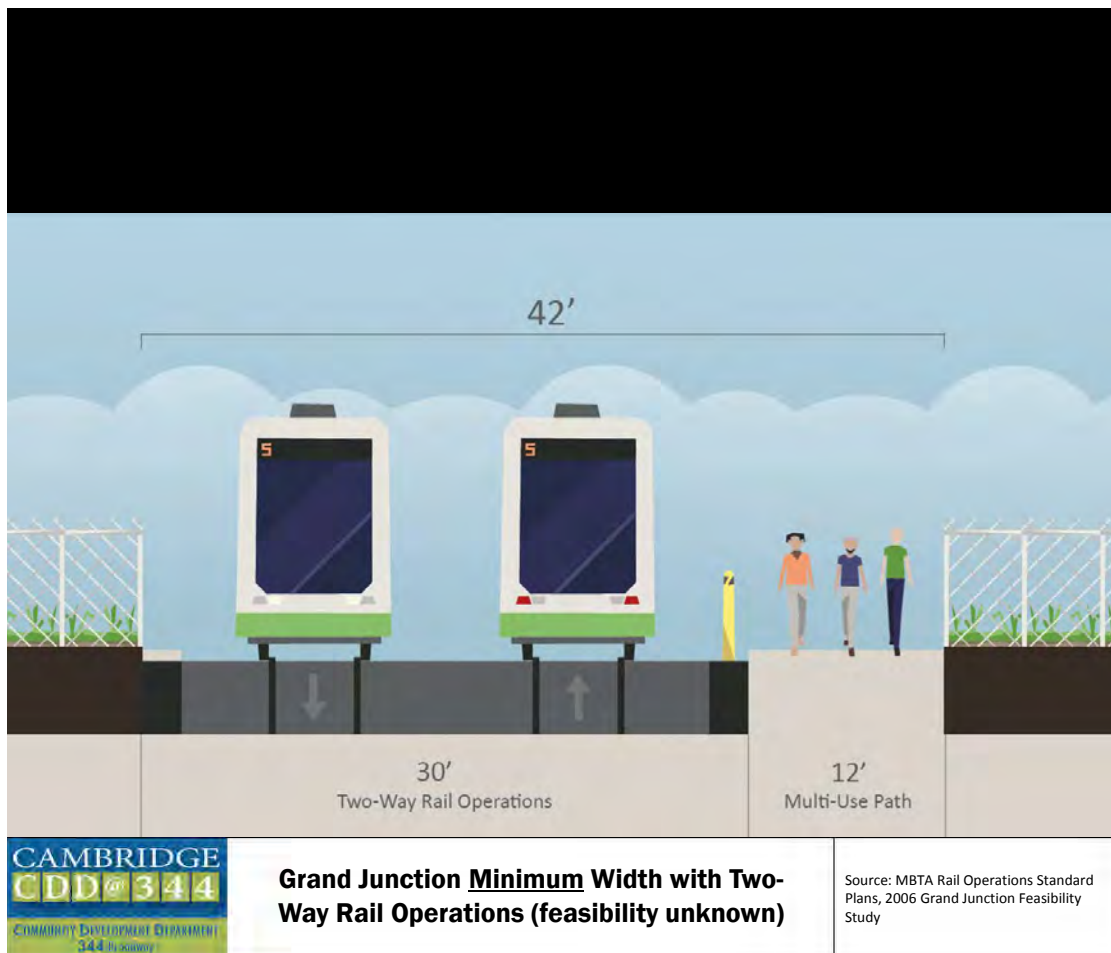 42’
5
5
30’
Two-Way Rail Operations
12’
Multi-Use Path
CAMBRIDGE
CDD@344
COMMUNITY DEVELOPMENT DEPARTMENT
344 Broadway
Grand Junction Minimum Width with Two-
Way Rail Operations (feasibility unknown)
Source: MBTA Rail Operations Standard
Plans, 2006 Grand Junction Feasibility
Study